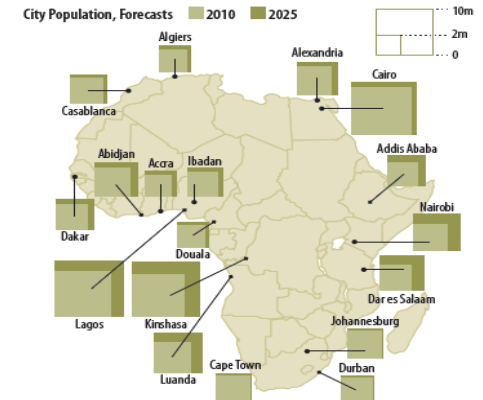 City Population, Forecasts 2010 2025
10m
2m
0
Algiers
Alexandria
Cairo
Casablanca
Abidjan
Accra
Ibadan
Addis Ababa
Nairobi
Dakar
Douala
Dar es Salaam
Lagos
Kinshasa
Johannesburg
Luanda
Cape Town
Durban